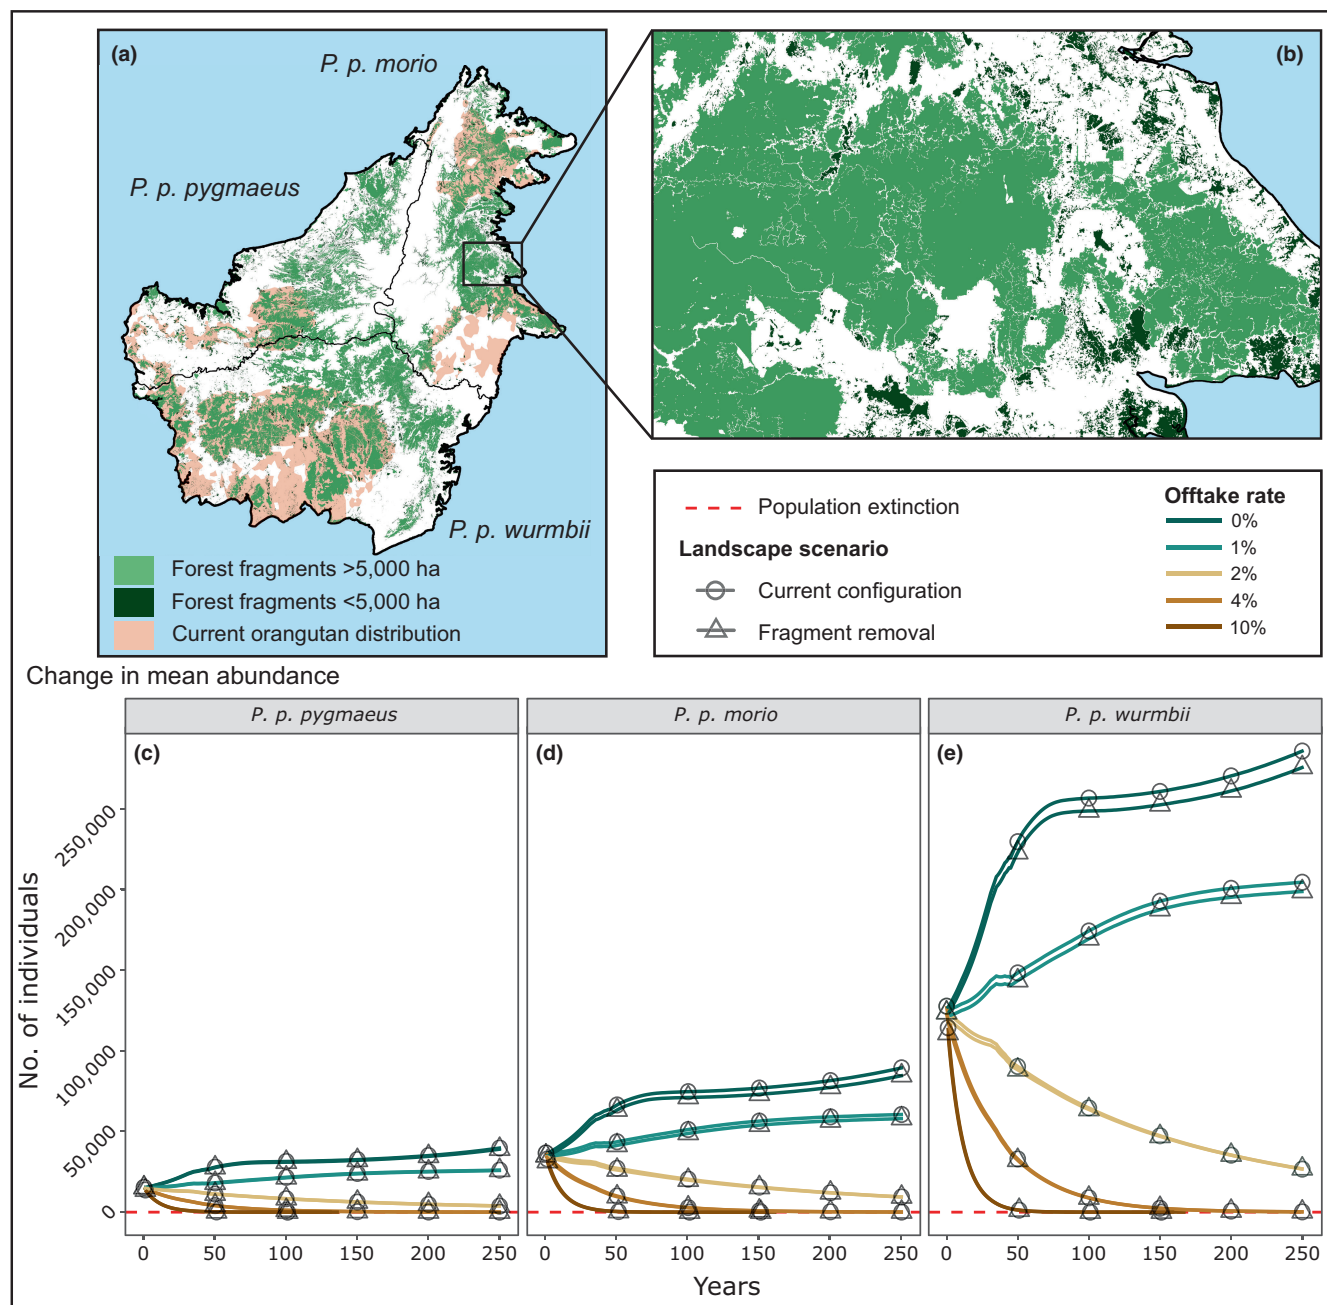 (a)
P. p. morio
P. p. pygmaeus
P. p. wurmbii
Forest fragments >5,000 ha
Forest fragments <5,000 ha
Current orangutan distribution
(b)
Population extinction
Landscape scenario
Current configuration
Fragment removal
Offtake rate
0%
1%
2%
4%
10%
Change in mean abundance
P. p. pygmaeus
P. p. morio
P. p. wurmbii
(c)
(d)
(e)
No. of individuals
250,000
200,000
150,000
100,000
50,000
0
0 50 100 150 200 250
0 50 100 150 200 250
0 50 100 150 200 250
Years